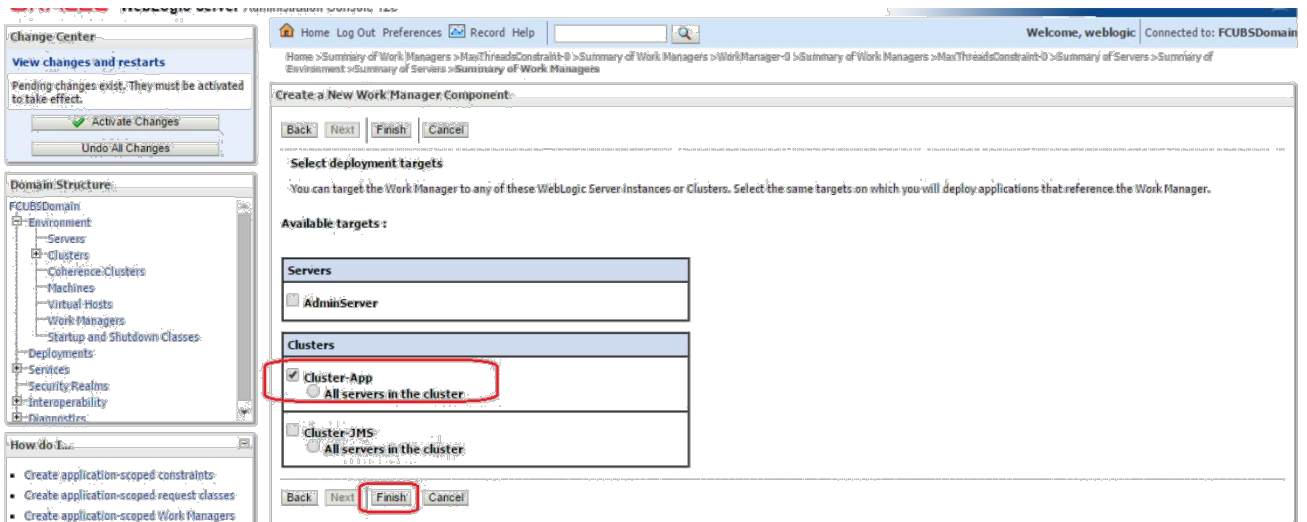 WebLogic Server Administration Console 12c
Change Center
View changes and restarts
Pending changes exist. They must be activated
to take effect.
Activate Changes
Undo All Changes
Domain Structure
FCUBSDomain
Environment
Servers
Clusters
Coherence Clusters
Machines
Virtual Hosts
Work Managers
Startup and Shutdown Classes
Deployments
Services
Security Realms
Interoperability
Diagnostics
How do I...
Create application-scoped constraints
Create application-scoped request classes
Create application-scoped Work Managers
Home Log Out Preferences Record Help
Welcome, weblogic Connected to: FCUBSDomain
Home >Summary of Work Managers >MaxThreadsConstraint-0 >Summary of Work Managers >WorkManager-0 >Summary of Work Managers >MaxThreadsConstraint-0 >Summary of Servers >Summary of
Environment >Summary of Servers >Summary of Work Managers
Create a New Work Manager Component
Back Next Finish Cancel
Select deployment targets
You can target the Work Manager to any of these WebLogic Server instances or Clusters. Select the same targets on which you will deploy applications that reference the Work Manager.
Available targets :
Servers
AdminServer
Clusters
Cluster-App
All servers in the cluster
Cluster-JMS
All servers in the cluster
Back Next Finish Cancel